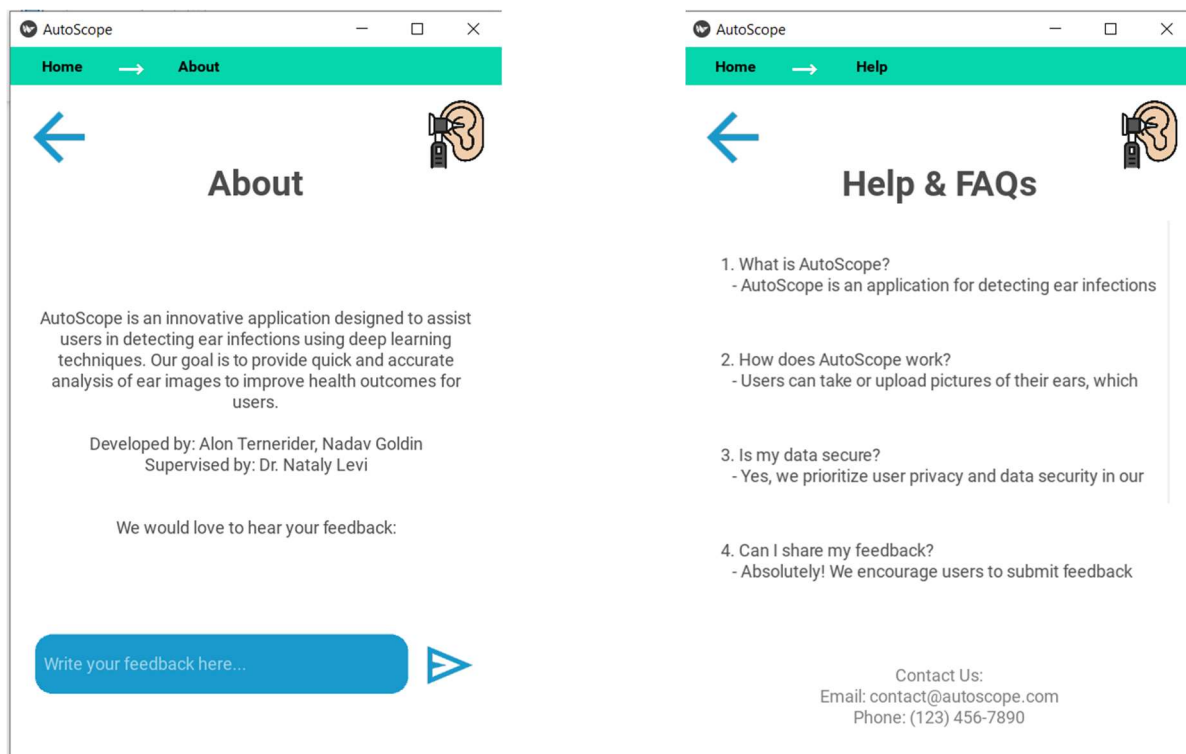 AutoScope
Home → About
About
AutoScope is an innovative application designed to assist
users in detecting ear infections using deep learning
techniques. Our goal is to provide quick and accurate
analysis of ear images to improve health outcomes for
users.
Developed by: Alon Ternerider, Nadav Goldin
Supervised by: Dr. Nataly Levi
We would love to hear your feedback:
Write your feedback here...
AutoScope
Home → Help
Help & FAQs
1. What is AutoScope?
- AutoScope is an application for detecting ear infections
2. How does AutoScope work?
- Users can take or upload pictures of their ears, which
3. Is my data secure?
- Yes, we prioritize user privacy and data security in our
4. Can I share my feedback?
- Absolutely! We encourage users to submit feedback
Contact Us:
Email: contact@autoscope.com
Phone: (123) 456-7890